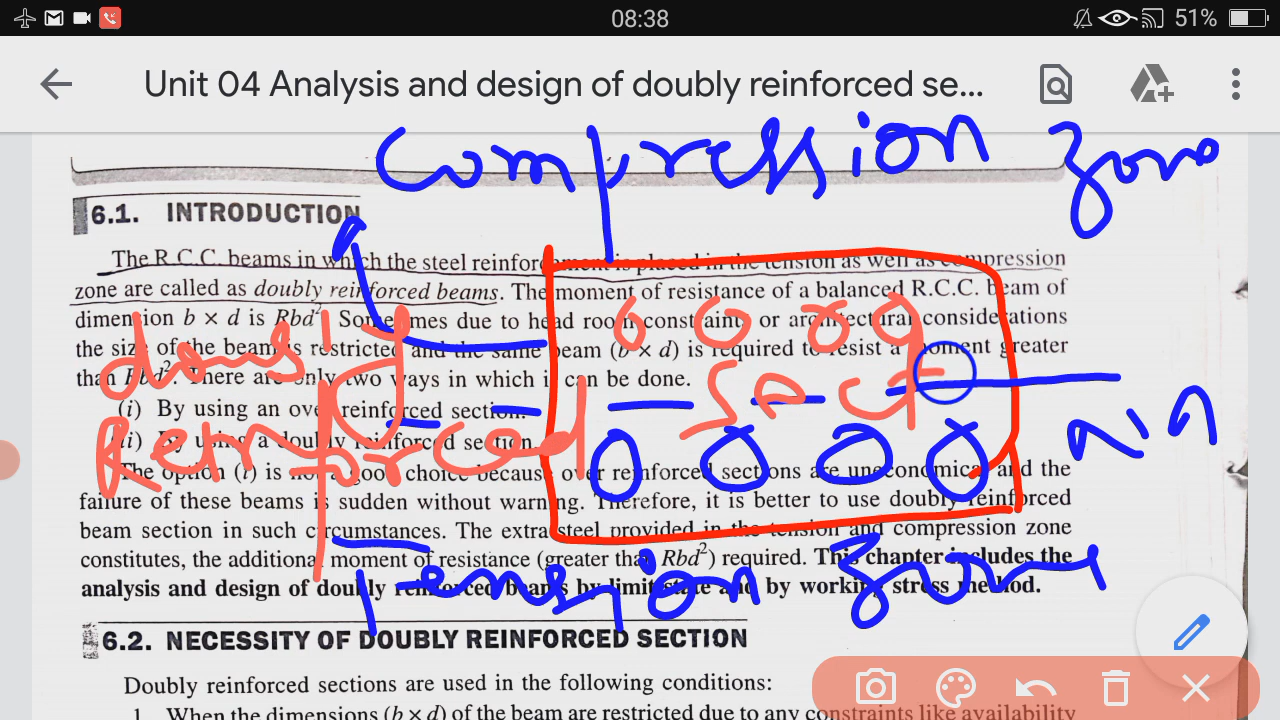 08:38
51%
Unit 04 Analysis and design of doubly reinforced se...
Compression zone
6.1. INTRODUCTION
The R.C.C. beams in which the steel reinforcement is placed in the tension as well as compression
zone are called as doubly reinforced beams. The moment of resistance of a balanced R.C.C. beam of
dimension b × d is Rbd². Sometimes due to head room constraints or architectural considerations
the size of the beam is restricted and the same beam (b × d) is required to resist a moment greater
than Rbd². There are only two ways in which it can be done.
(i) By using an over reinforced section.
(ii) By using a doubly reinforced section.
The option (i) is not a good choice because over reinforced sections are uneconomical and the
failure of these beams is sudden without warning. Therefore, it is better to use doubly reinforced
beam section in such circumstances. The extra steel provided in the tension and compression zone
constitutes, the additional moment of resistance (greater than Rbd²) required. This chapter includes the
analysis and design of doubly reinforced beams by limit state and by working stress method.
Reinforced
Tension zone
6.2. NECESSITY OF DOUBLY REINFORCED SECTION
Doubly reinforced sections are used in the following conditions:
1. When the dimensions (b × d) of the beam are restricted due to any constraints like availability